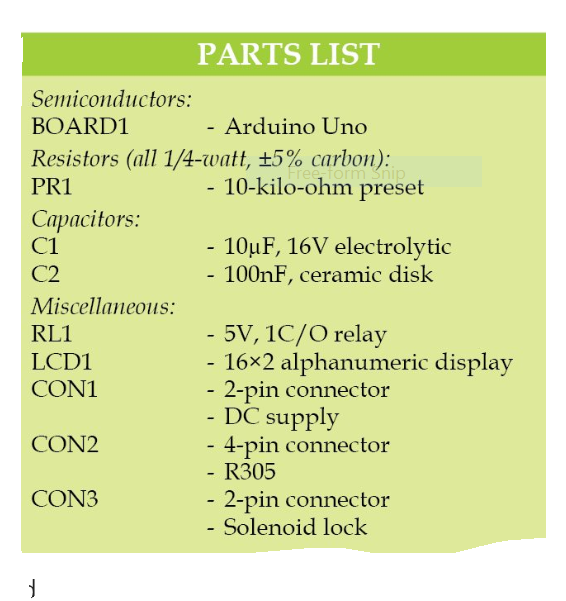 PARTS LIST
Semiconductors:
BOARD1 - Arduino Uno
Resistors (all 1/4-watt, ±5% carbon):
Free-form Snip
PR1 - 10-kilo-ohm preset
Capacitors:
C1 - 10µF, 16V electrolytic
C2 - 100nF, ceramic disk
Miscellaneous:
RL1 - 5V, 1C/O relay
LCD1 - 16×2 alphanumeric display
CON1 - 2-pin connector
- DC supply
CON2 - 4-pin connector
- R305
CON3 - 2-pin connector
- Solenoid lock